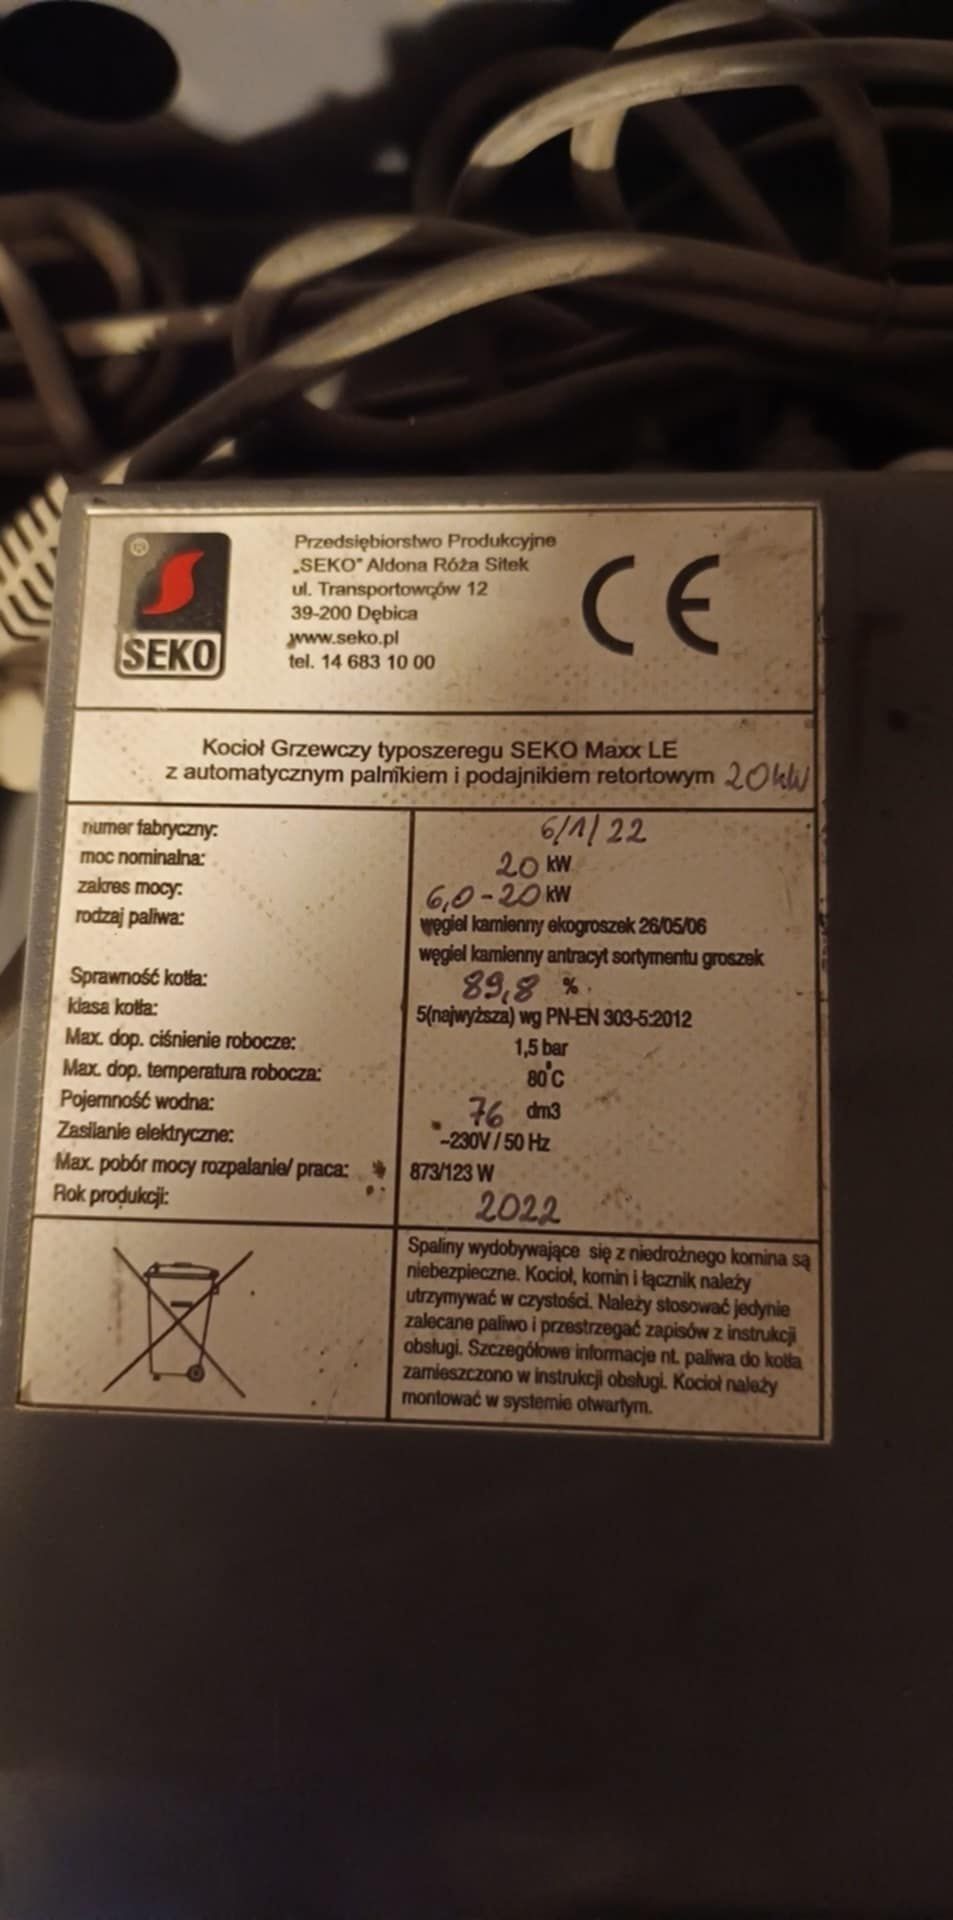 ®
SEKO
Przedsiębiorstwo Produkcyjne
„SEKO" Aldona Róża Sitek
ul. Transportowców 12
39-200 Dębica
www.seko.pl
tel. 14 683 10 00
CE
Kocioł Grzewczy typoszeregu SEKO Maxx LE
z automatycznym palnikiem i podajnikiem retortowym 20kW
numer fabryczny: 6/1/22
moc nominalna: 20 kW
zakres mocy: 6,0-20 kW
rodzaj paliwa: węgiel kamienny ekogroszek 26/05/06
węgiel kamienny antracyt sortymentu groszek
Sprawność kotła: 89,8 %
klasa kotła: 5(najwyższa) wg PN-EN 303-5:2012
Max. dop. ciśnienie robocze: 1,5 bar
Max. dop. temperatura robocza: 80°C
Pojemność wodna: 76 dm3
Zasilanie elektryczne: ~230V / 50 Hz
Max. pobór mocy rozpalanie/ praca: 873/123 W
Rok produkcji: 2022
Spaliny wydobywające się z niedrożnego komina są
niebezpieczne. Kocioł, komin i łącznik należy
utrzymywać w czystości. Należy stosować jedynie
zalecane paliwo i przestrzegać zapisów z instrukcji
obsługi. Szczegółowe informacje nt. paliwa do kotła
zamieszczono w instrukcji obsługi. Kocioł należy
montować w systemie otwartym.